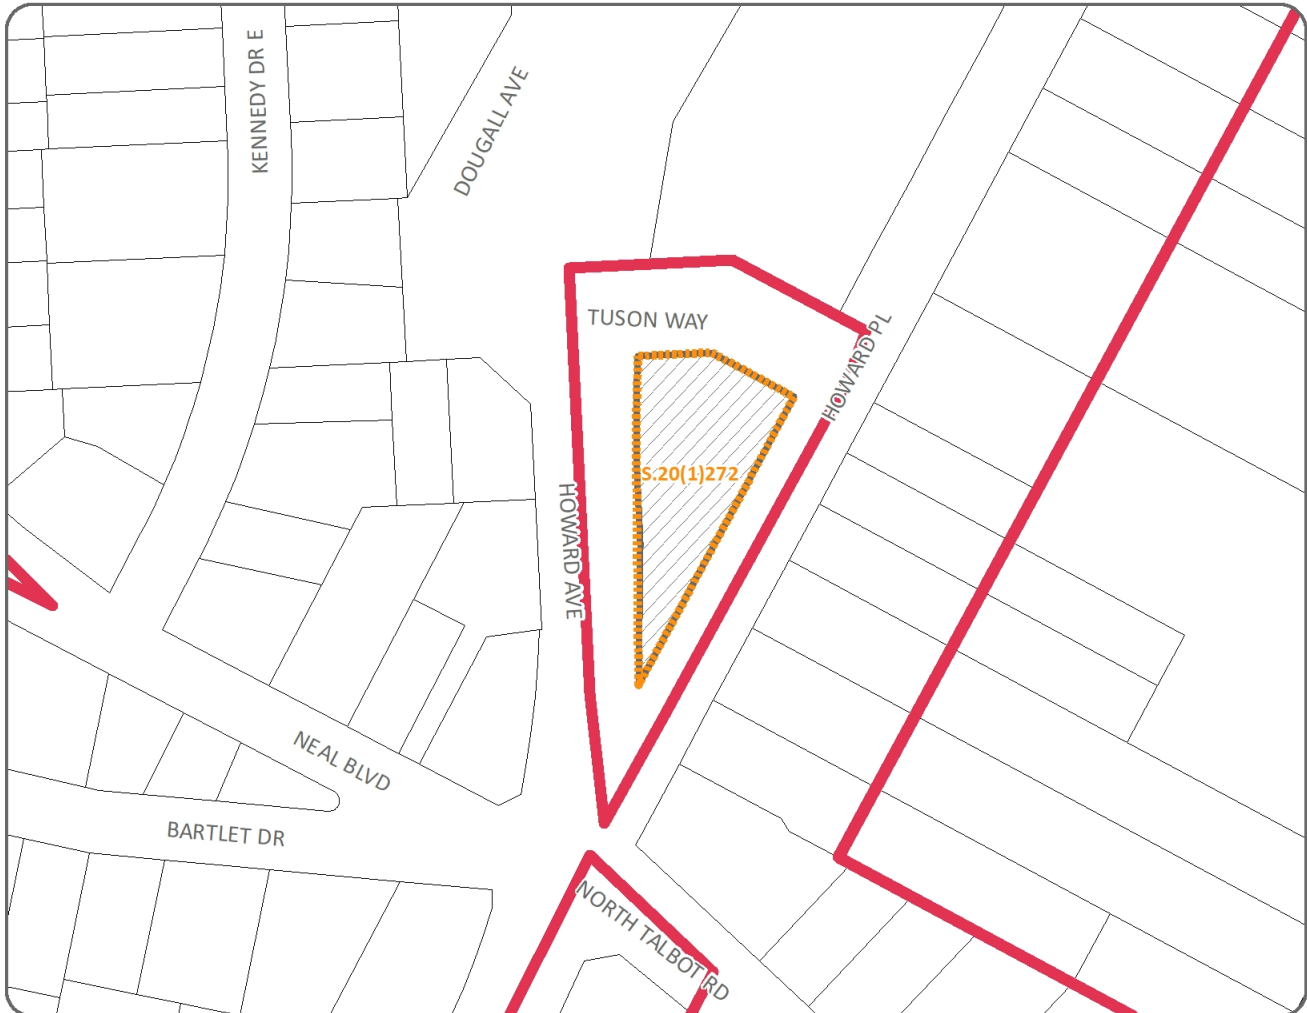 KENNEDY DR E
DOUGALL AVE
TUSON WAY
HOWARD PL
S.20(1)272
HOWARD AVE
NEAL BLVD
BARTLET DR
NORTH TALBOT RD